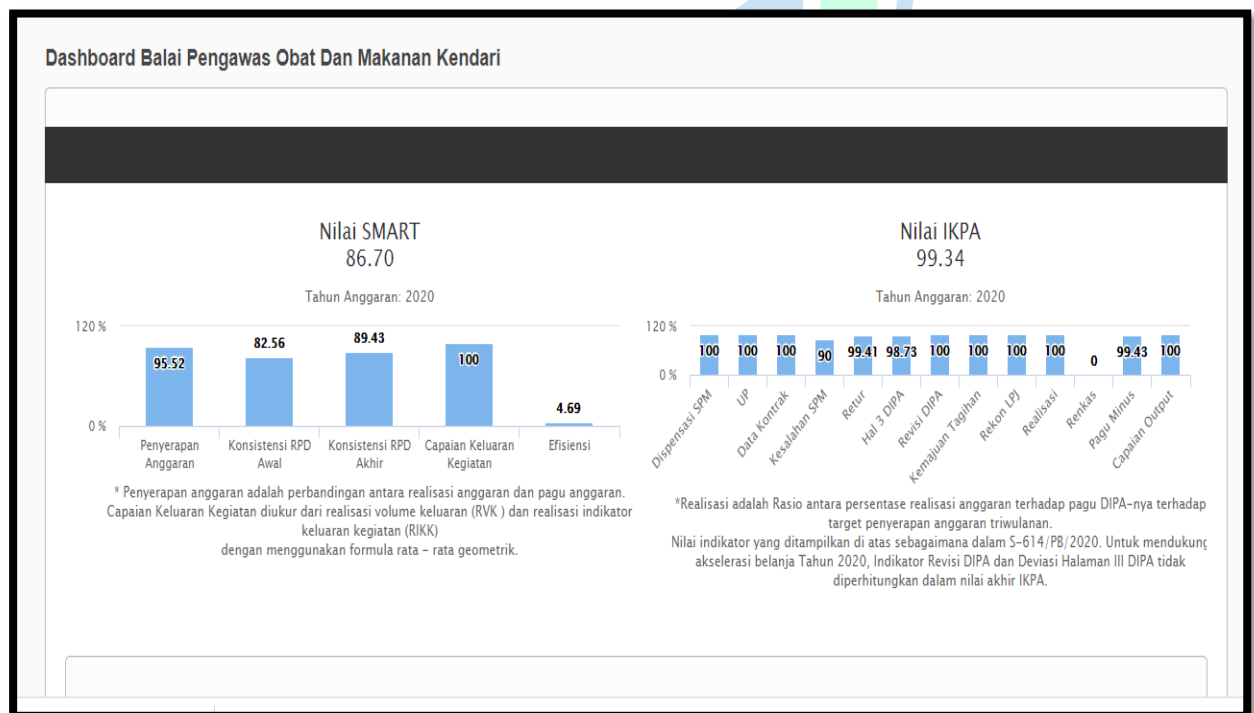 Dashboard Balai Pengawas Obat Dan Makanan Kendari
Nilai SMART
86.70
Tahun Anggaran: 2020
120 %
0 %
95.52
82.56
89.43
100
4.69
Penyerapan Anggaran
Konsistensi RPD Awal
Konsistensi RPD Akhir
Capaian Keluaran Kegiatan
Efisiensi
* Penyerapan anggaran adalah perbandingan antara realisasi anggaran dan pagu anggaran.
Capaian Keluaran Kegiatan diukur dari realisasi volume keluaran (RVK ) dan realisasi indikator
keluaran kegiatan (RIKK)
dengan menggunakan formula rata - rata geometrik.
Nilai IKPA
99.34
Tahun Anggaran: 2020
120 %
0 %
100
100
100
90
99.41
98.73
100
100
100
100
0
99.43
100
Dispensasi SPM
UP
Data Kontrak
Kesalahan SPM
Retur
Hal 3 DIPA
Revisi DIPA
Kemajuan Tagihan
Rekon LPJ
Realisasi
Renkas
Pagu Minus
Capaian Output
*Realisasi adalah Rasio antara persentase realisasi anggaran terhadap pagu DIPA-nya terhadap
target penyerapan anggaran triwulanan.
Nilai indikator yang ditampilkan di atas sebagaimana dalam S-614/PB/2020. Untuk mendukung
akselerasi belanja Tahun 2020, Indikator Revisi DIPA dan Deviasi Halaman III DIPA tidak
diperhitungkan dalam nilai akhir IKPA.